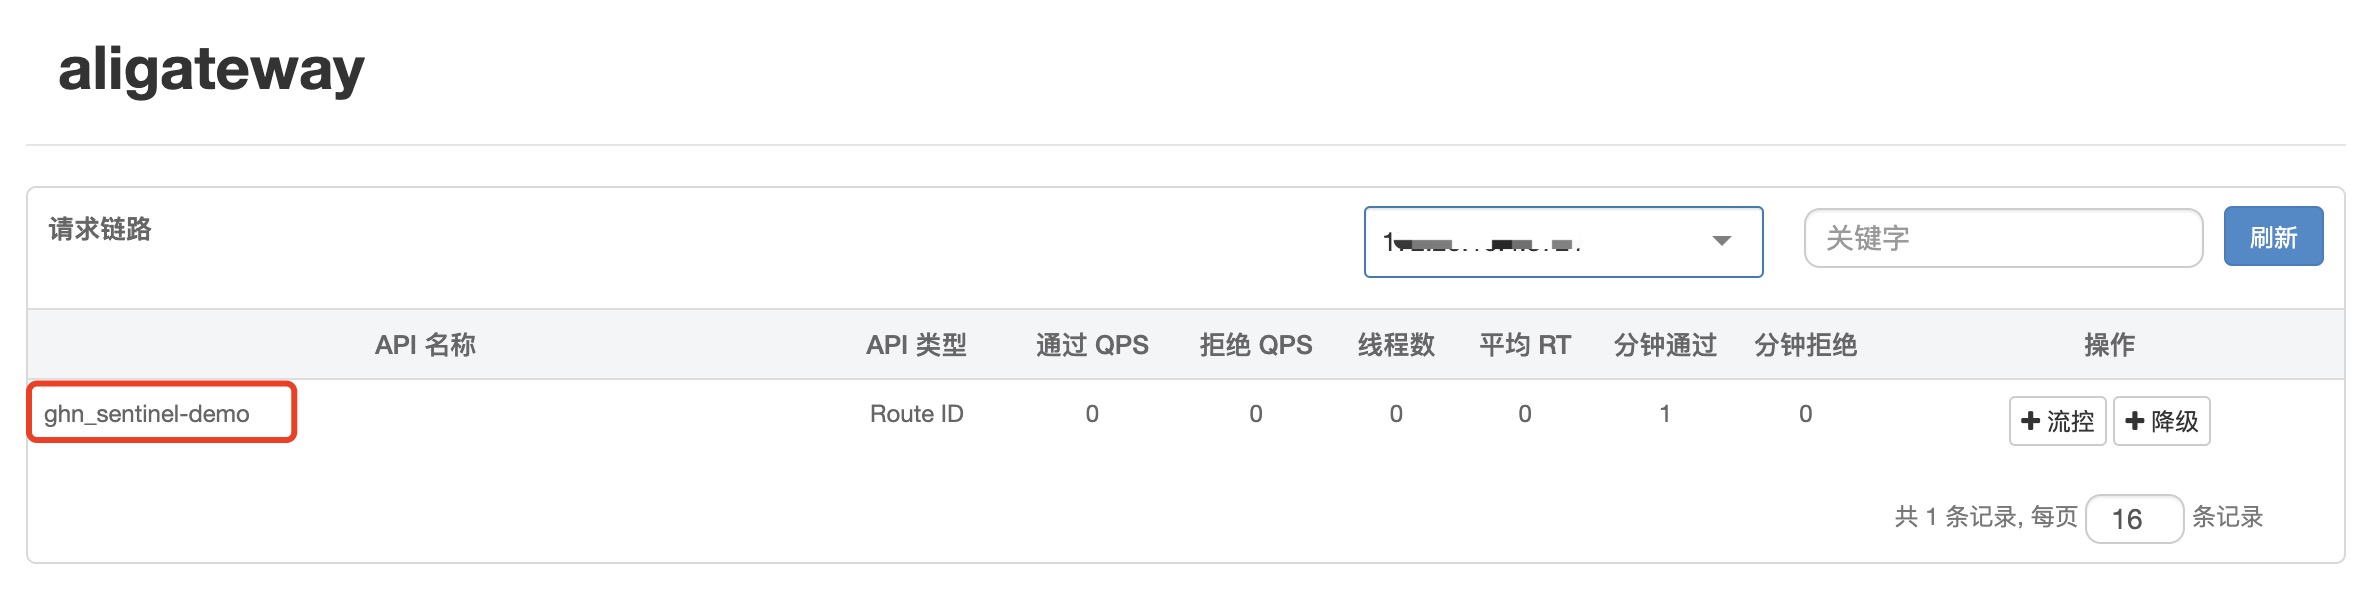 aligateway
请求链路
关键字
刷新
API 名称 API 类型 通过 QPS 拒绝 QPS 线程数 平均 RT 分钟通过 分钟拒绝 操作
ghn_sentinel-demo Route ID 0 0 0 0 1 0 流控 降级
共 1 条记录, 每页 16 条记录